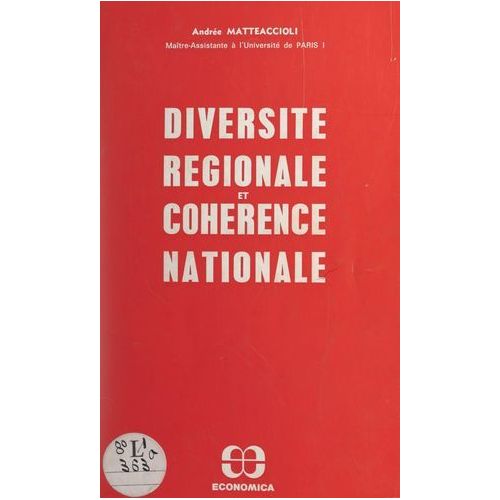 Andrée MATTEACCIOLI
Maître-Assistante à l'Université de PARIS I
DIVERSITE
REGIONALE
ET
COHERENCE
NATIONALE
ECONOMICA